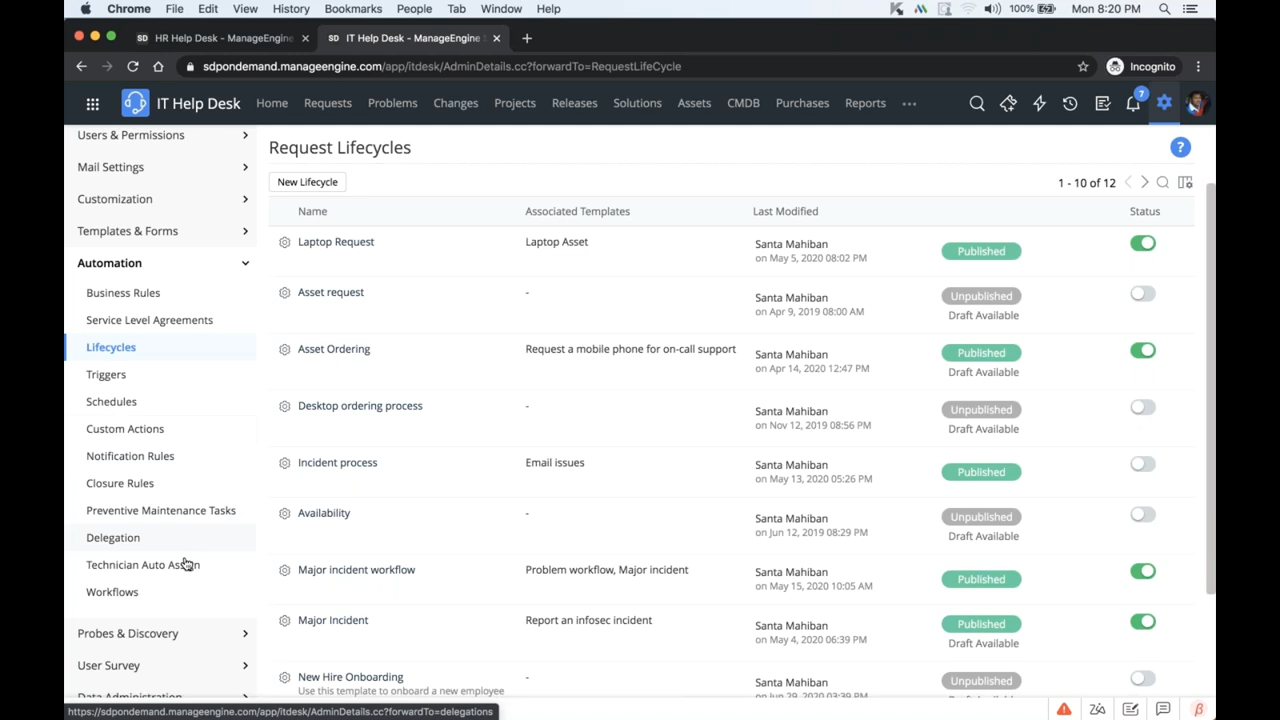 Chrome File Edit View History Bookmarks People Tab Window Help 100% Mon 8:20 PM
SD HR Help Desk - ManageEngine SD IT Help Desk - ManageEngine
sdpondemand.manageengine.com/app/itdesk/AdminDetails.cc?forwardTo=RequestLifeCycle Incognito
IT Help Desk Home Requests Problems Changes Projects Releases Solutions Assets CMDB Purchases Reports 7
Users & Permissions
Mail Settings
Customization
Templates & Forms
Automation
Business Rules
Service Level Agreements
Lifecycles
Triggers
Schedules
Custom Actions
Notification Rules
Closure Rules
Preventive Maintenance Tasks
Delegation
Technician Auto Assign
Workflows
Probes & Discovery
User Survey
Data Administration
Request Lifecycles ?
New Lifecycle 1 - 10 of 12
Name Associated Templates Last Modified Status
Laptop Request Laptop Asset Santa Mahiban Published
on May 5, 2020 08:02 PM
Asset request - Santa Mahiban Unpublished
on Apr 9, 2019 08:00 AM Draft Available
Asset Ordering Request a mobile phone for on-call support Santa Mahiban Published
on Apr 14, 2020 12:47 PM Draft Available
Desktop ordering process - Santa Mahiban Unpublished
on Nov 12, 2019 08:56 PM Draft Available
Incident process Email issues Santa Mahiban Published
on May 13, 2020 05:26 PM
Availability - Santa Mahiban Unpublished
on Jun 12, 2019 08:29 PM Draft Available
Major incident workflow Problem workflow, Major incident Santa Mahiban Published
on May 15, 2020 10:05 AM
Major Incident Report an infosec incident Santa Mahiban Published
on May 4, 2020 06:39 PM Draft Available
New Hire Onboarding - Santa Mahiban Unpublished
Use this template to onboard a new employee on Jun 29, 2020 03:39 PM
https://sdpondemand.manageengine.com/app/itdesk/AdminDetails.cc?forwardTo=delegations